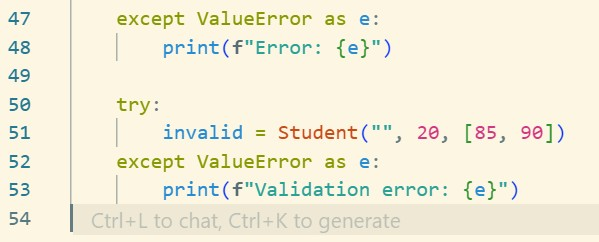 47 except ValueError as e:
48 print(f"Error: {e}")
49
50 try:
51 invalid = Student("", 20, [85, 90])
52 except ValueError as e:
53 print(f"Validation error: {e}")
54 Ctrl+L to chat, Ctrl+K to generate